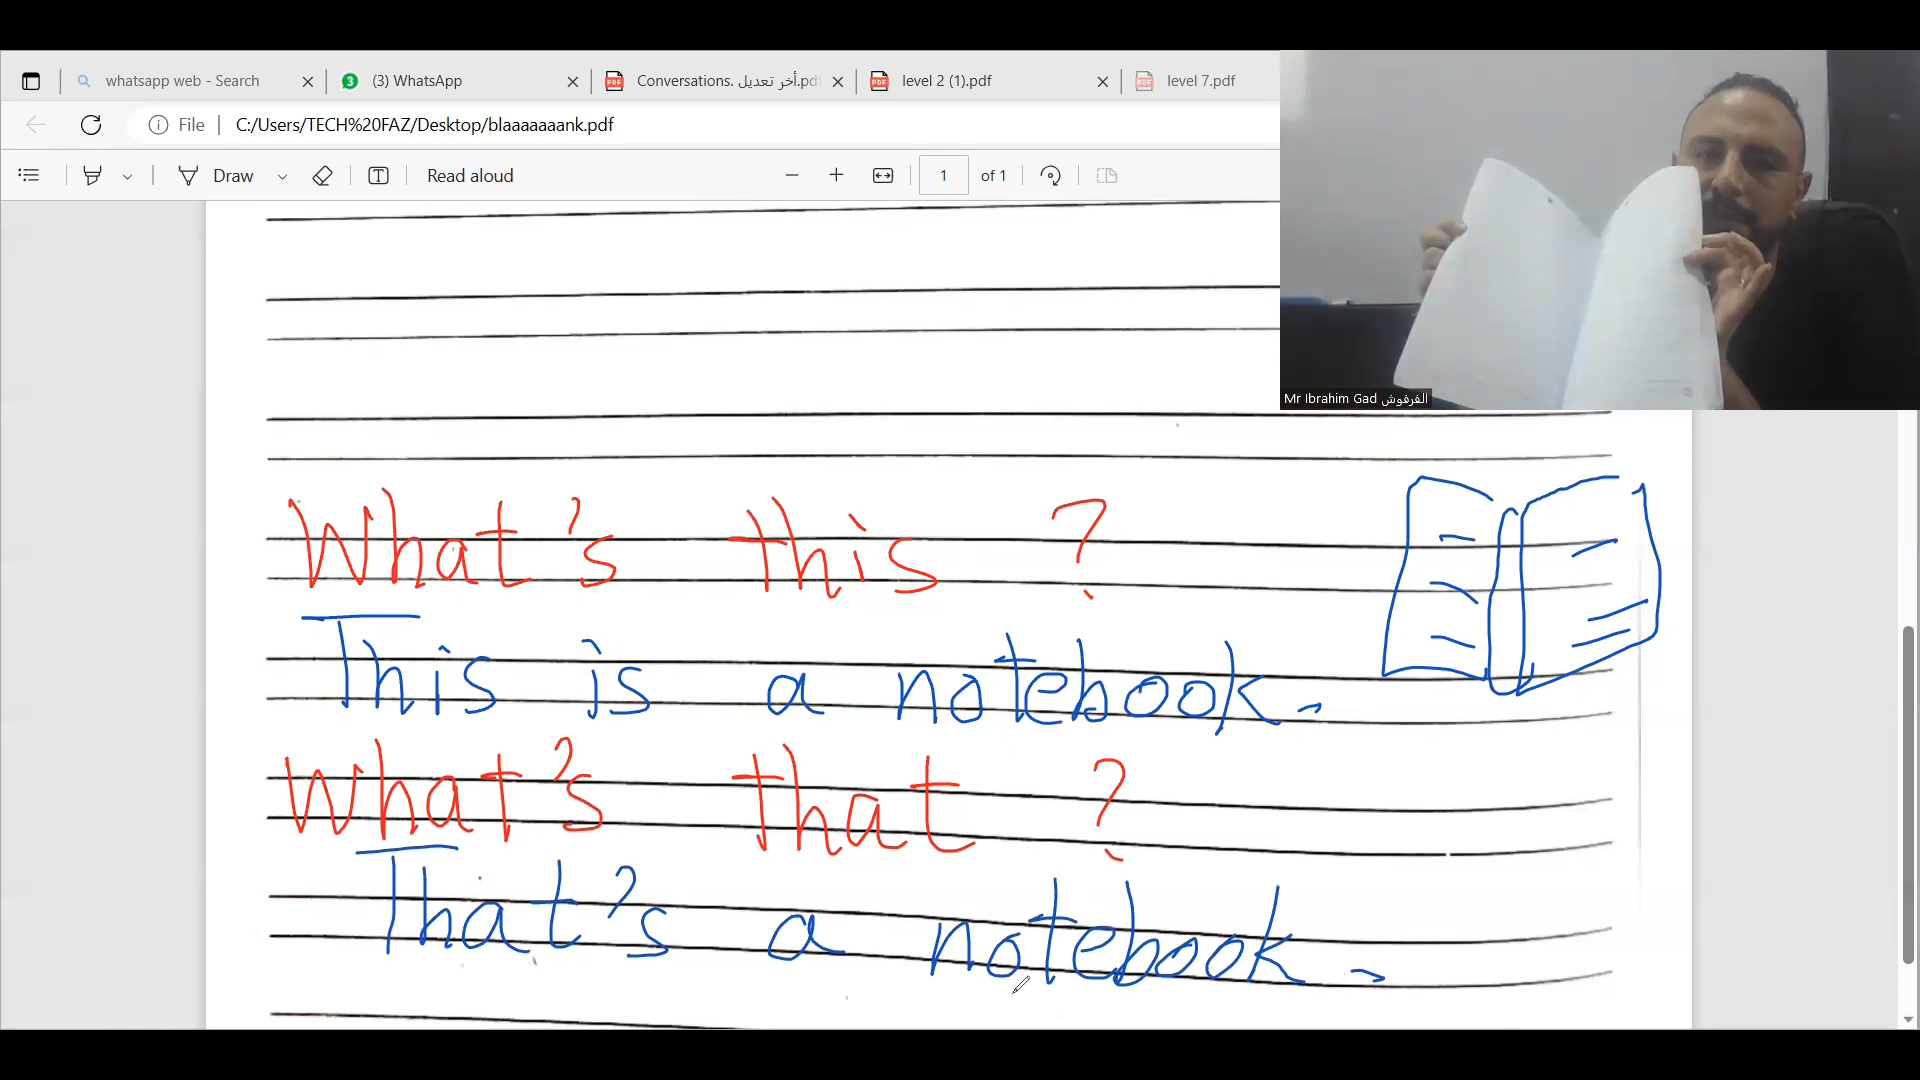 whatsapp web - Search
(3) WhatsApp
Conversations. أخر تعديل.pd
level 2 (1).pdf
level 7.pdf
File
C:/Users/TECH%20FAZ/Desktop/blaaaaaaank.pdf
Draw
Read aloud
1
of 1
Mr Ibrahim Gad الفرفوش
What's this ?
This is a notebook.
What's that ?
That's a notebook.